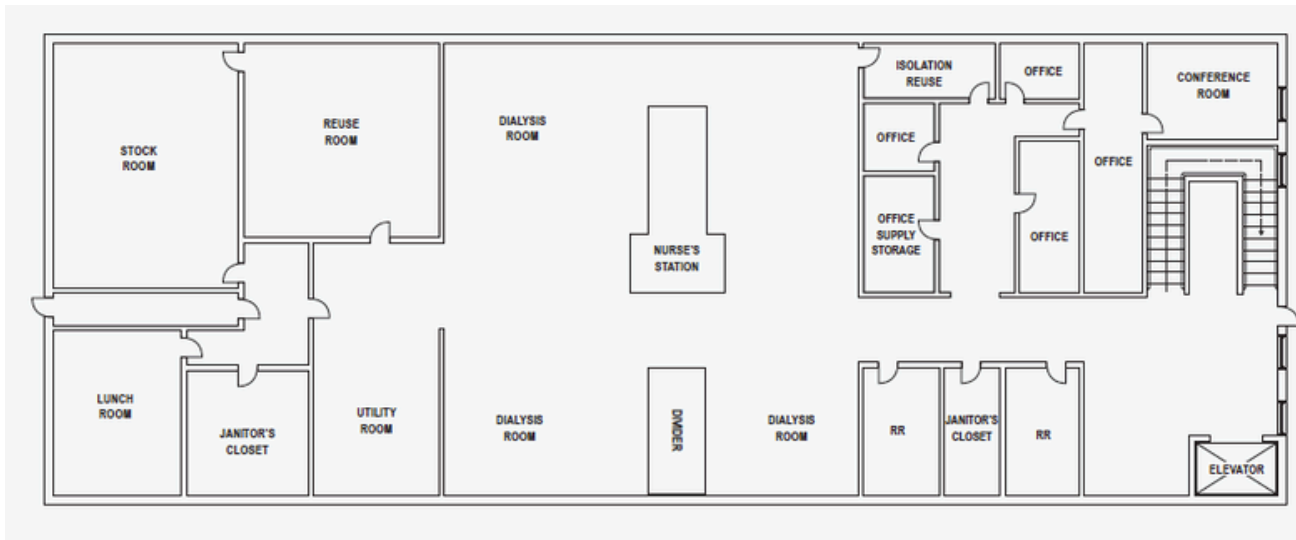 STOCK
ROOM
REUSE
ROOM
DIALYSIS
ROOM
NURSE'S
STATION
ISOLATION
REUSE
OFFICE
CONFERENCE
ROOM
OFFICE
OFFICE
OFFICE
SUPPLY
STORAGE
OFFICE
LUNCH
ROOM
JANITOR'S
CLOSET
UTILITY
ROOM
DIALYSIS
ROOM
DIVIDER
DIALYSIS
ROOM
RR
JANITOR'S
CLOSET
RR
ELEVATOR